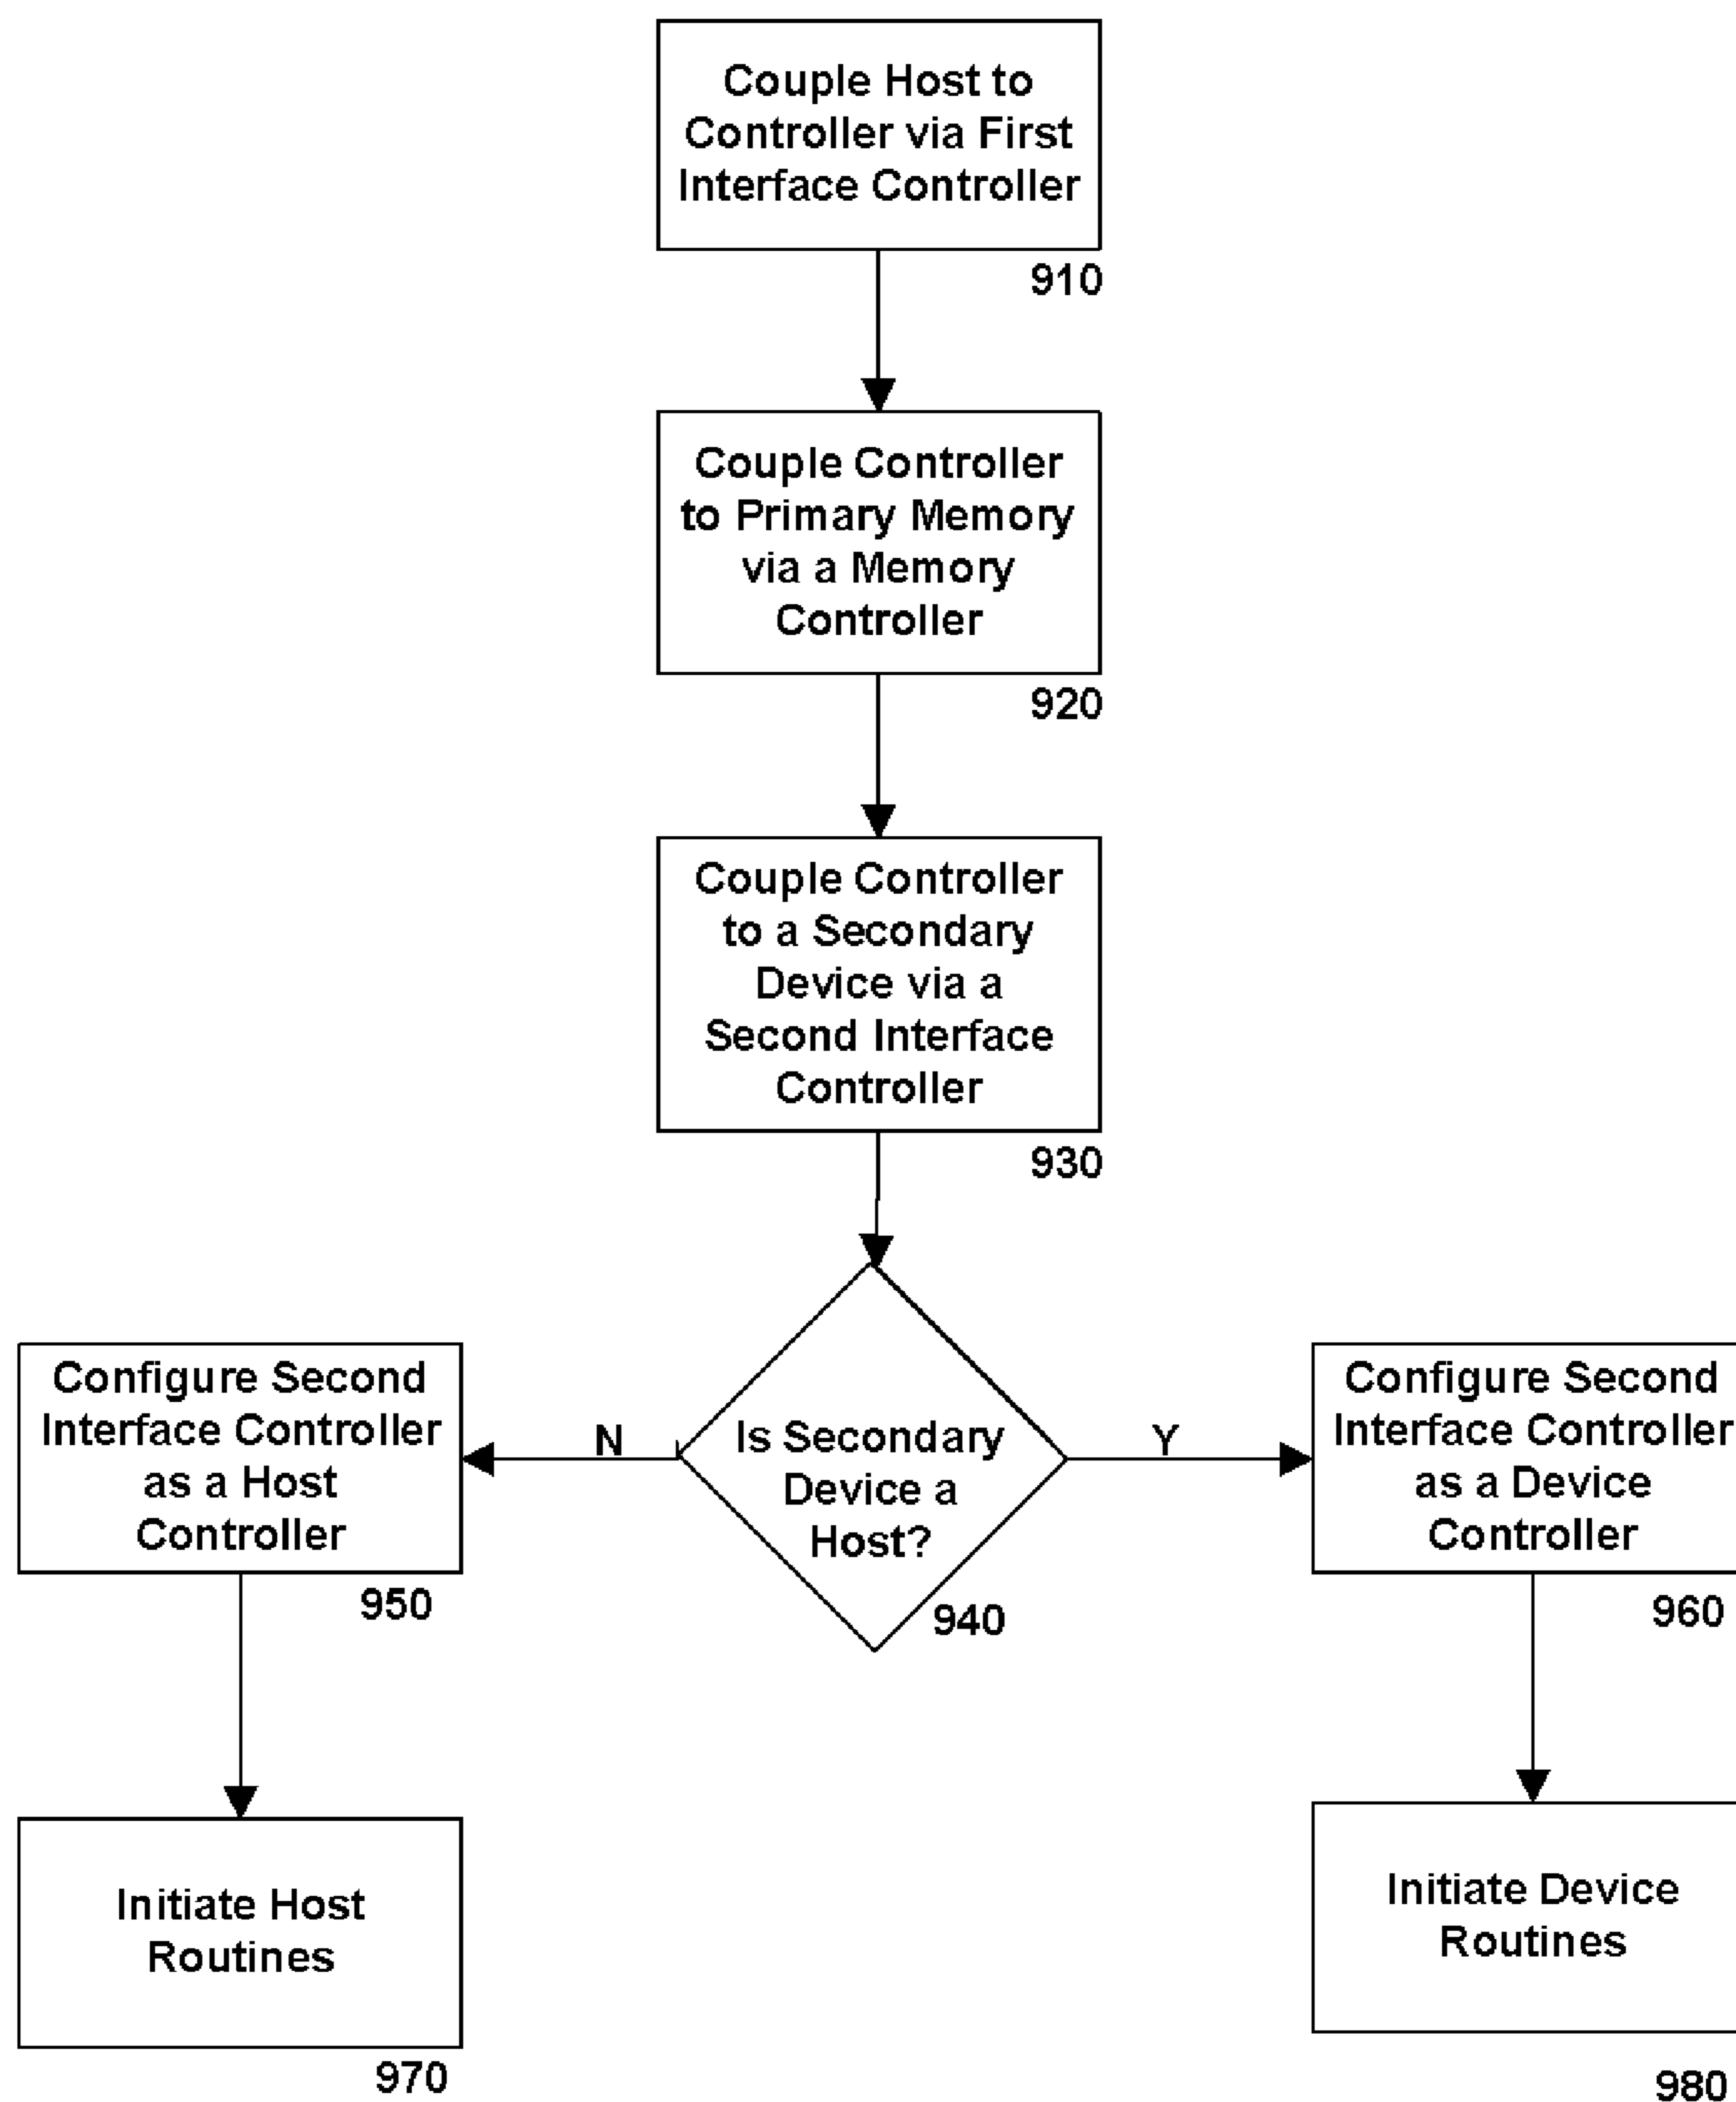 Couple Host to
Controller via First
Interface Controller
910
Couple Controller
to Primary Memory
via a Memory
Controller
920
Couple Controller
to a Secondary
Device via a
Second Interface
Controller
930
Configure Second
Interface Controller
as a Host
Controller
950
N
Is Secondary
Device a
Host?
940
Y
Configure Second
Interface Controller
as a Device
Controller
960
Initiate Host
Routines
970
Initiate Device
Routines
980